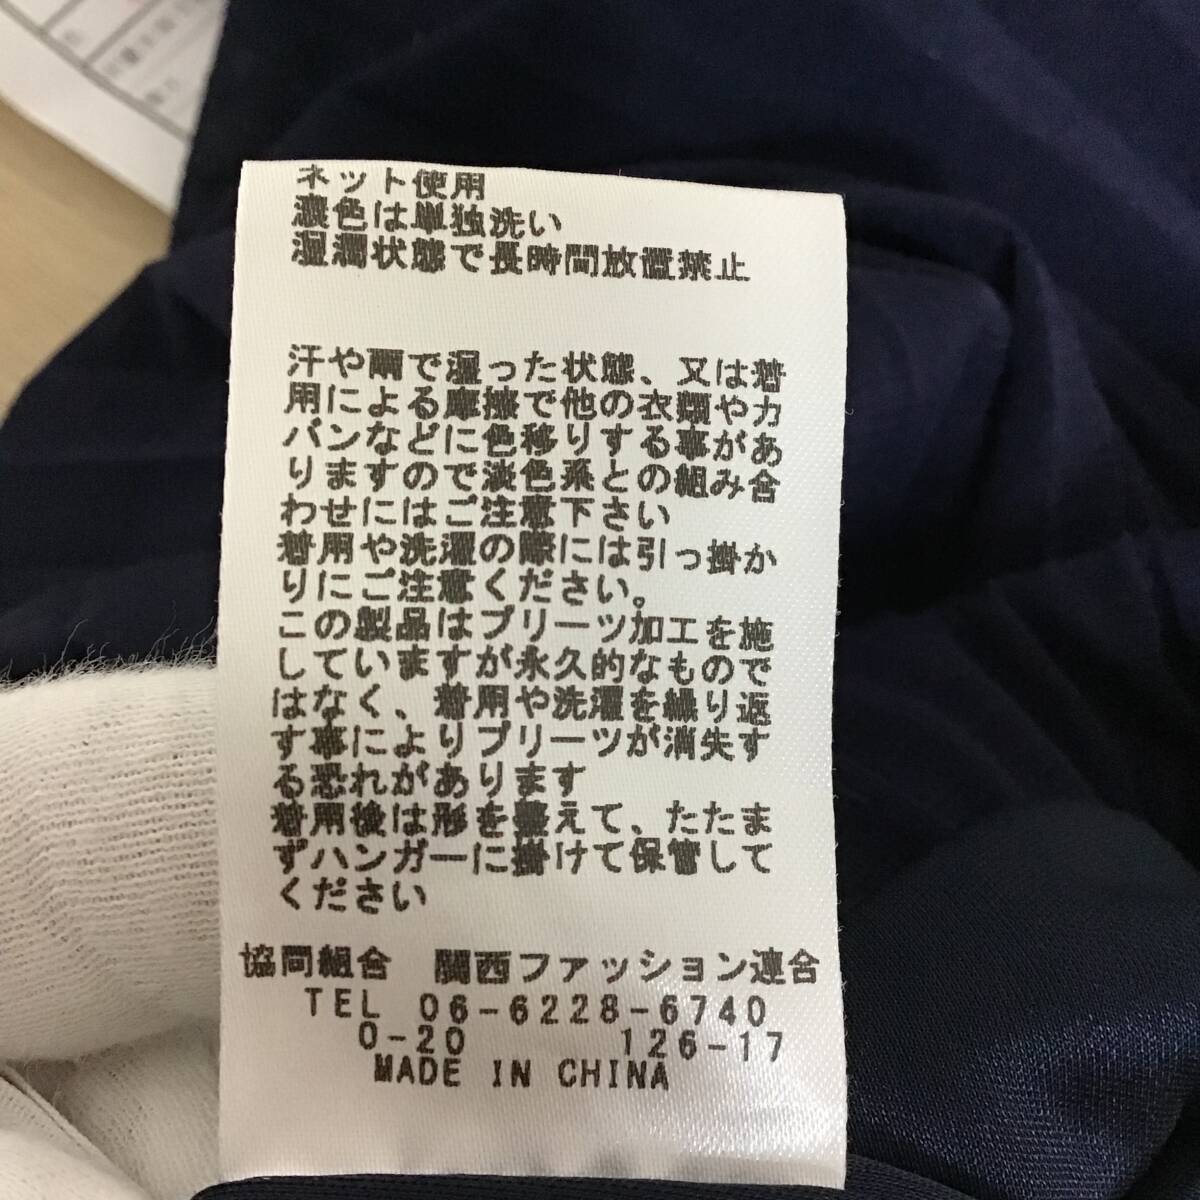 ネット使用
濃色は単独洗い
湿潤状態で長時間放置禁止
汗や雨で湿った状態、又は着
用による摩擦で他の衣類やカ
バンなどに色移りする事があ
りますので淡色系との組み合
わせにはご注意下さい
着用や洗濯の際には引っ掛か
りにご注意ください。
この製品はプリーツ加工を施
していますが永久的なもので
はなく、着用や洗濯を繰り返
す事によりプリーツが消失す
る恐れがあります
着用後は形を整えて、たたま
ずハンガーに掛けて保管して
ください
協同組合 関西ファッション連合
TEL 06-6228-6740
0-20 126-17
MADE IN CHINA